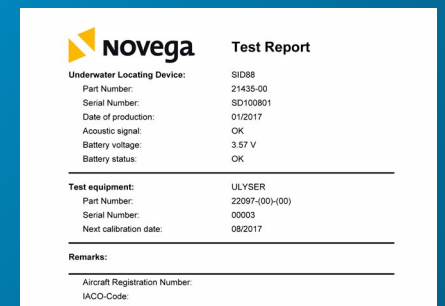 NOVEGA Test Report
Underwater Locating Device: SID88
Part Number: 21435-00
Serial Number: SD100801
Date of production: 01/2017
Acoustic signal: OK
Battery voltage: 3.57 V
Battery status: OK
Test equipment: ULYSER
Part Number: 22097-(00)-(00)
Serial Number: 00003
Next calibration date: 08/2017
Remarks:
Aircraft Registration Number:
IACO-Code: